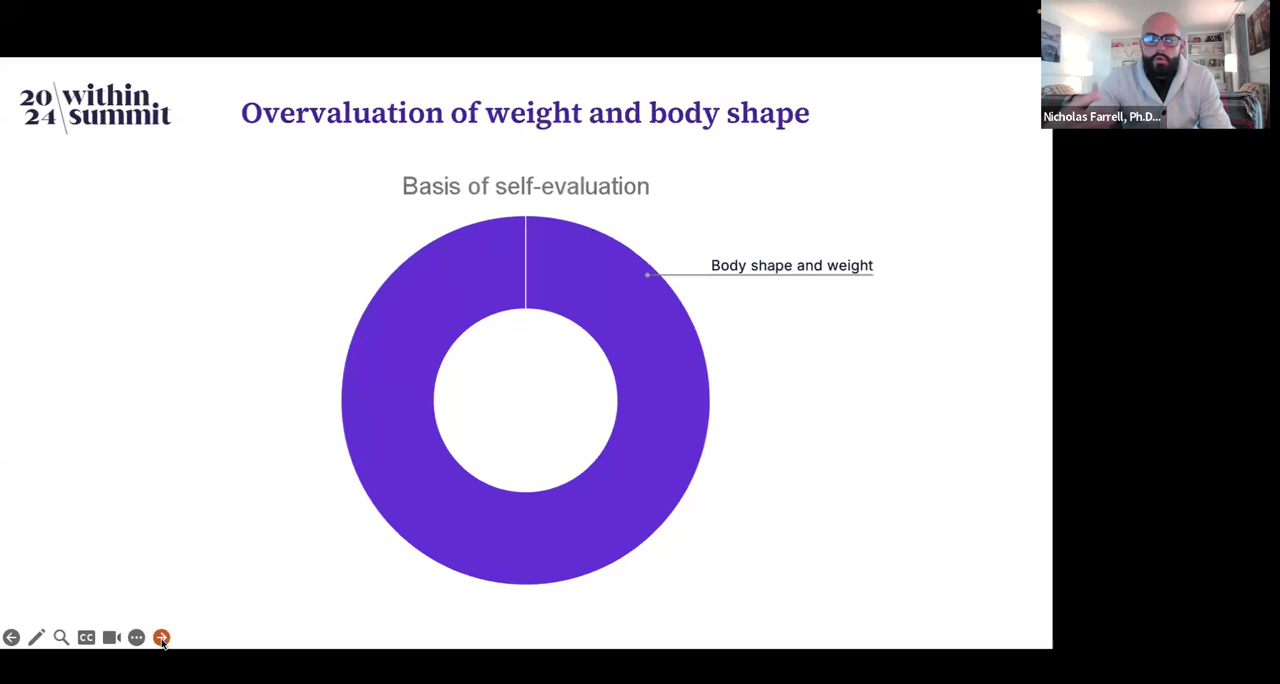 20 within
24 summit
Overvaluation of weight and body shape
Nicholas Farrell, Ph.D...
Basis of self-evaluation
Body shape and weight
CC